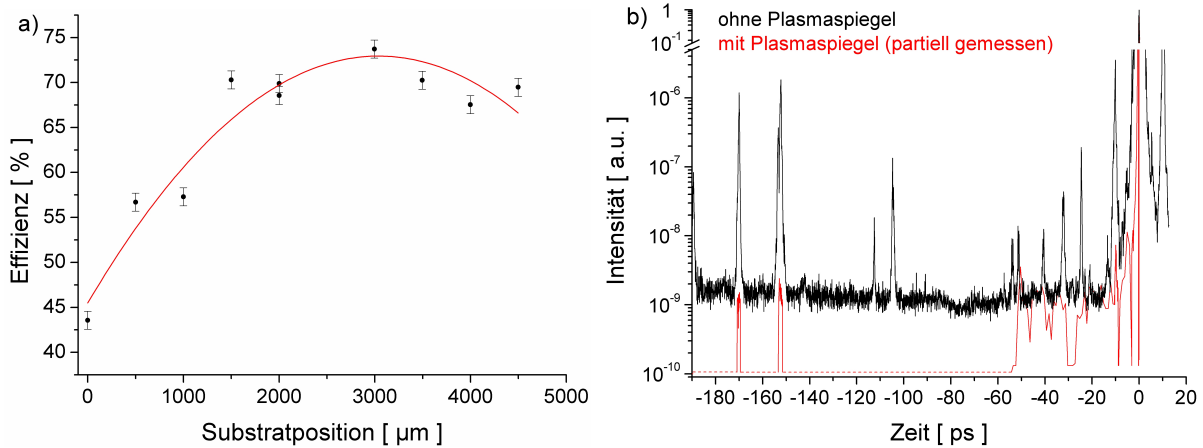 a)
Effizienz [ % ]
75
70
65
60
55
50
45
40
0 1000 2000 3000 4000 5000
Substratposition [ µm ]
b)
ohne Plasmaspiegel
mit Plasmaspiegel (partiell gemessen)
Intensität [ a.u. ]
1
10⁻¹
10⁻⁶
10⁻⁷
10⁻⁸
10⁻⁹
10⁻¹⁰
-180 -160 -140 -120 -100 -80 -60 -40 -20 0 20
Zeit [ ps ]